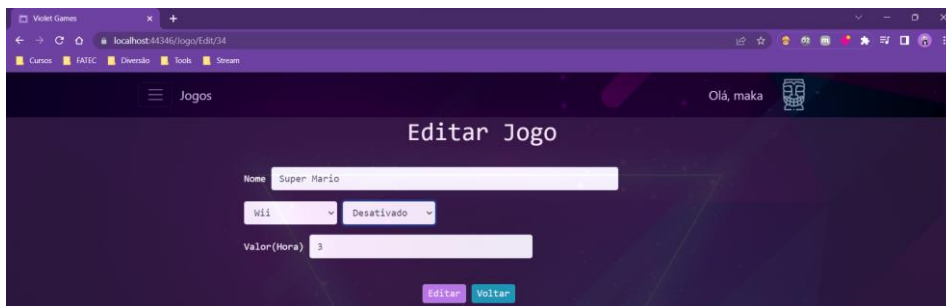 Violet Games
localhost:44346/Jogo/Edit/34
Cursos FATEC Diversão Tools Stream
Jogos Olá, maka
Editar Jogo
Nome Super Mario
Wii Desativado
Valor(Hora) 3
Editar Voltar